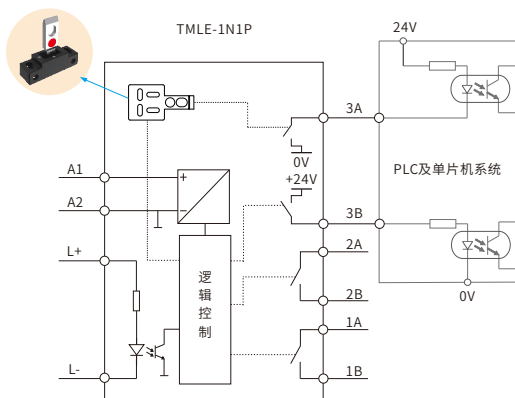 TMLE-1N1P
24V
3A
0V
+24V
PLC及单片机系统
A1
+
A2
−
3B
2A
L+
逻
辑
控
制
2B
0V
1A
L-
1B